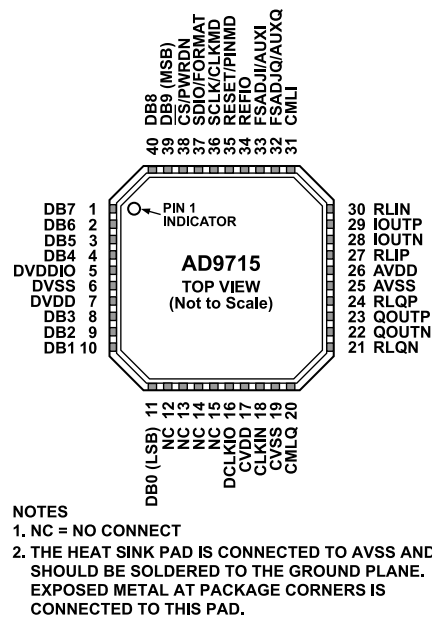 40 DB8
39 DB9 (MSB)
38 CS/PWRDN
37 SDIO/FORMAT
36 SCLK/CLKMD
35 RESET/PINMD
34 REFIO
33 FSADJI/AUXI
32 FSADJQ/AUXQ
31 CMLI
DB7 1
DB6 2
DB5 3
DB4 4
DVDDIO 5
DVSS 6
DVDD 7
DB3 8
DB2 9
DB1 10
PIN 1
INDICATOR
AD9715
TOP VIEW
(Not to Scale)
30 RLIN
29 IOUTP
28 IOUTN
27 RLIP
26 AVDD
25 AVSS
24 RLQP
23 QOUTP
22 QOUTN
21 RLQN
DB0 (LSB) 11
NC 12
NC 13
NC 14
NC 15
DCLKIO 16
CVDD 17
CLKIN 18
CVSS 19
CMLQ 20
NOTES
1. NC = NO CONNECT
2. THE HEAT SINK PAD IS CONNECTED TO AVSS AND
SHOULD BE SOLDERED TO THE GROUND PLANE.
EXPOSED METAL AT PACKAGE CORNERS IS
CONNECTED TO THIS PAD.